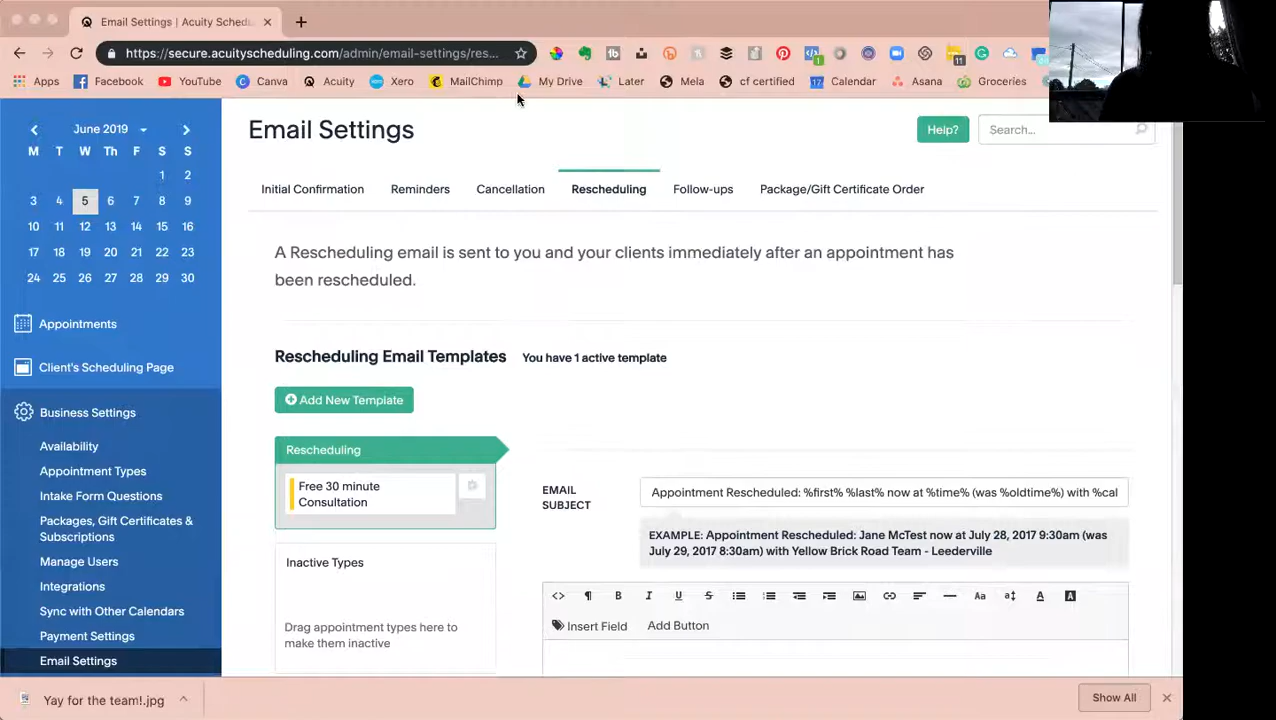 Email Settings | Acuity Schedu
https://secure.acuityscheduling.com/admin/email-settings/res...
11
Apps Facebook YouTube Canva Acuity Xero MailChimp My Drive Later Mela cf certified 17 Calendar Asana Groceries
June 2019
M T W Th F S S
1 2
3 4 5 6 7 8 9
10 11 12 13 14 15 16
17 18 19 20 21 22 23
24 25 26 27 28 29 30
Appointments
Client's Scheduling Page
Business Settings
Availability
Appointment Types
Intake Form Questions
Packages, Gift Certificates &
Subscriptions
Manage Users
Integrations
Sync with Other Calendars
Payment Settings
Email Settings
Email Settings
Help? Search...
Initial Confirmation Reminders Cancellation Rescheduling Follow-ups Package/Gift Certificate Order
A Rescheduling email is sent to you and your clients immediately after an appointment has
been rescheduled.
Rescheduling Email Templates You have 1 active template
Add New Template
Rescheduling
Free 30 minute
Consultation
Inactive Types
Drag appointment types here to
make them inactive
EMAIL
SUBJECT
Appointment Rescheduled: %first% %last% now at %time% (was %oldtime%) with %cal
EXAMPLE: Appointment Rescheduled: Jane McTest now at July 28, 2017 9:30am (was
July 29, 2017 8:30am) with Yellow Brick Road Team - Leederville
<> ¶ B I U S Aa A A
Insert Field Add Button
Yay for the team!.jpg Show All